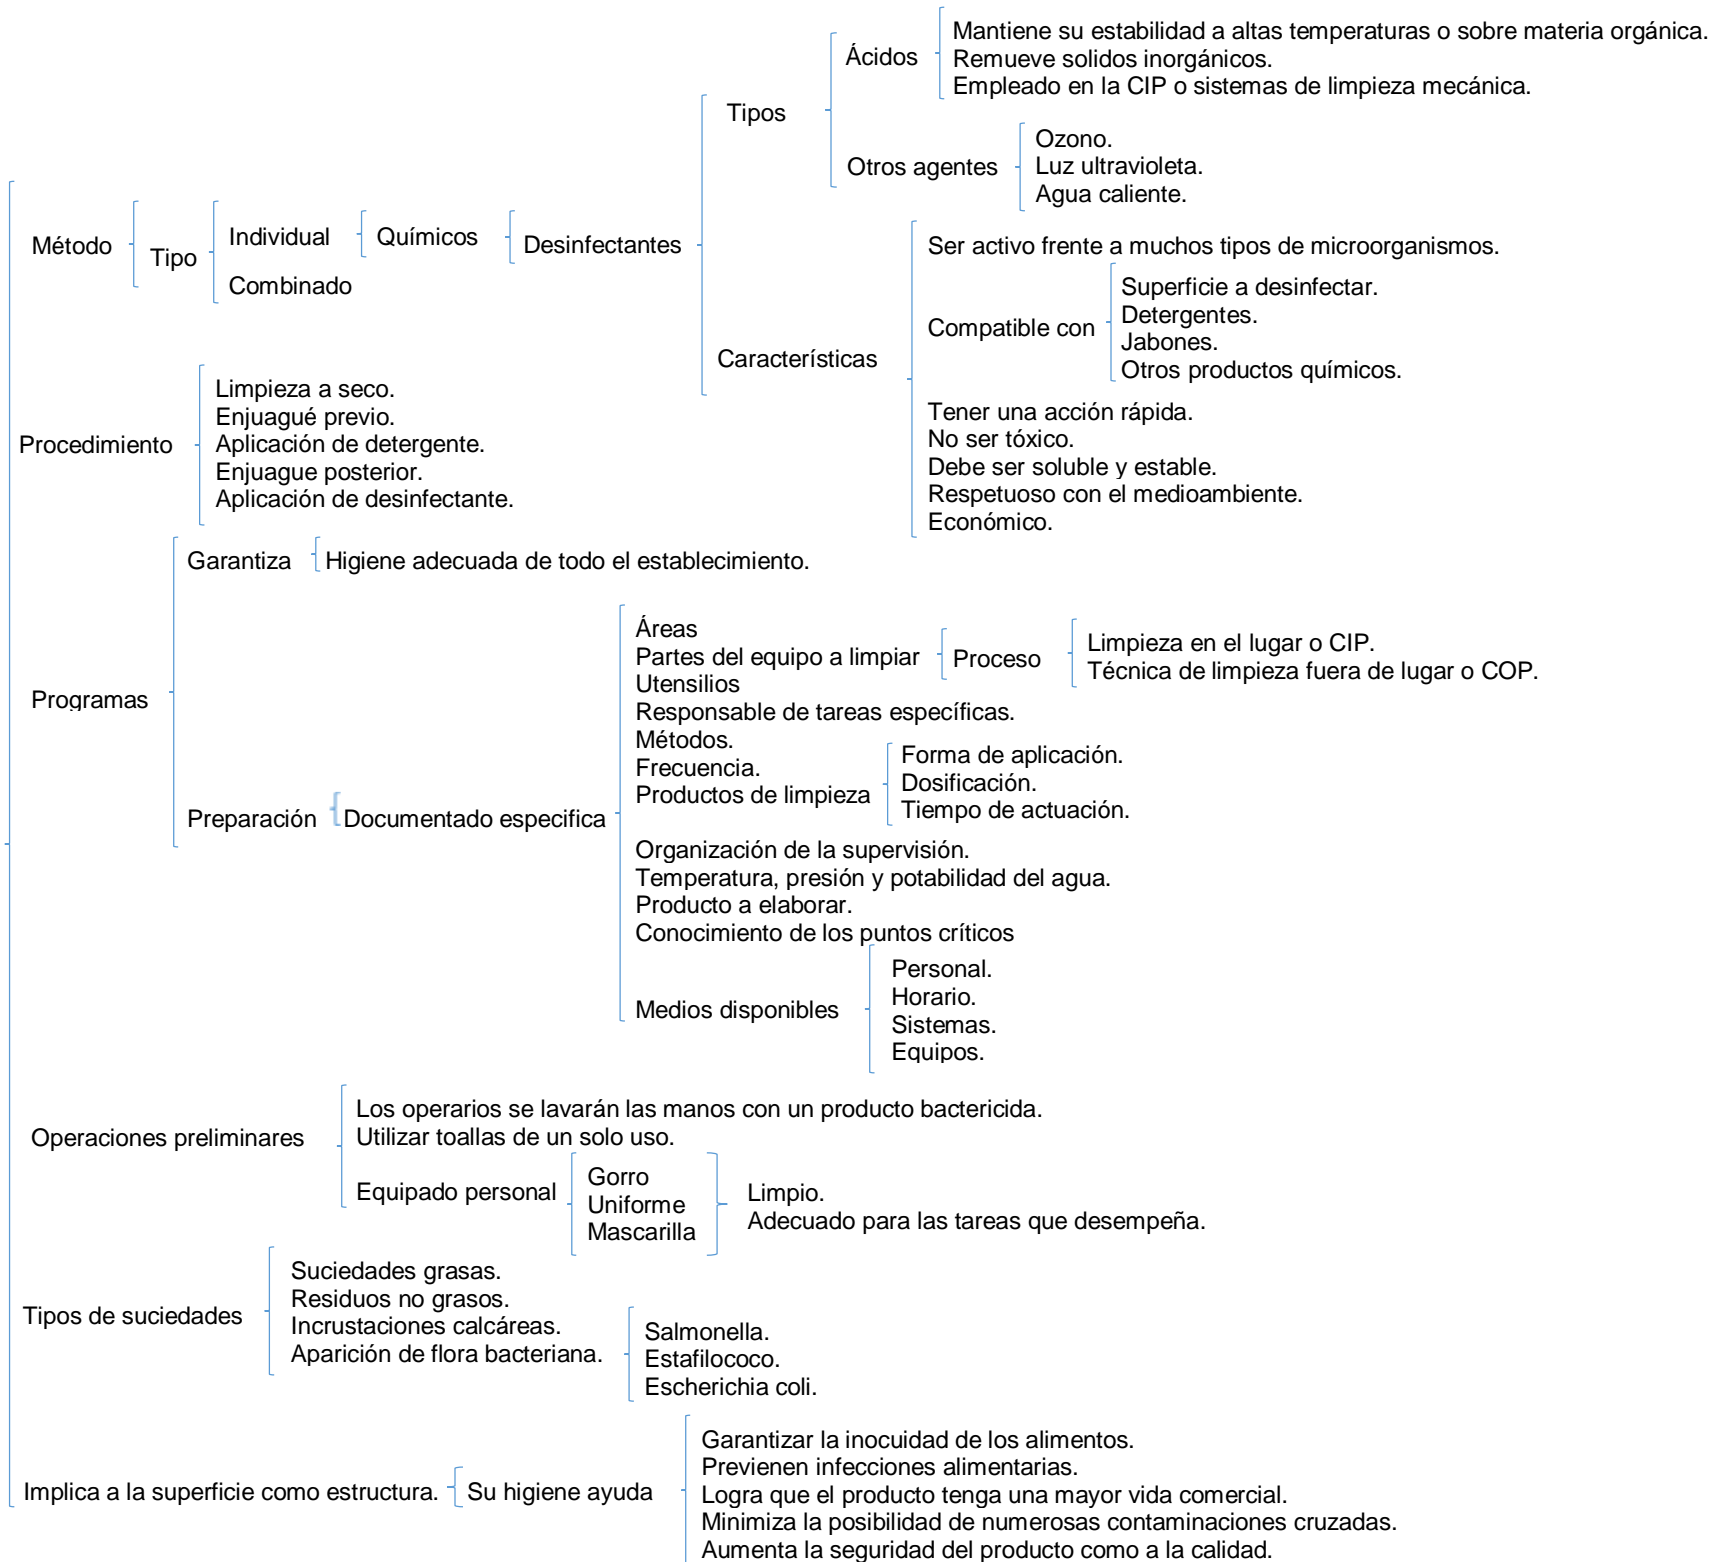 Mantiene su estabilidad a altas temperaturas o sobre materia orgánica.
Ácidos
Remueve solidos inorgánicos.
Empleado en la CIP o sistemas de limpieza mecánica.
Tipos
Ozono.
Otros agentes
Luz ultravioleta.
Agua caliente.
Método
Tipo
Individual
Químicos
Desinfectantes
Combinado
Ser activo frente a muchos tipos de microorganismos.
Superficie a desinfectar.
Compatible con
Detergentes.
Jabones.
Otros productos químicos.
Características
Tener una acción rápida.
No ser tóxico.
Debe ser soluble y estable.
Respetuoso con el medioambiente.
Económico.
Procedimiento
Limpieza a seco.
Enjuagué previo.
Aplicación de detergente.
Enjuague posterior.
Aplicación de desinfectante.
Programas
Garantiza
Higiene adecuada de todo el establecimiento.
Preparación
Documentado especifica
Áreas
Partes del equipo a limpiar
Proceso
Limpieza en el lugar o CIP.
Técnica de limpieza fuera de lugar o COP.
Utensilios
Responsable de tareas específicas.
Métodos.
Frecuencia.
Productos de limpieza
Forma de aplicación.
Dosificación.
Tiempo de actuación.
Organización de la supervisión.
Temperatura, presión y potabilidad del agua.
Producto a elaborar.
Conocimiento de los puntos críticos
Medios disponibles
Personal.
Horario.
Sistemas.
Equipos.
Operaciones preliminares
Los operarios se lavarán las manos con un producto bactericida.
Utilizar toallas de un solo uso.
Equipado personal
Gorro
Uniforme
Mascarilla
Limpio.
Adecuado para las tareas que desempeña.
Tipos de suciedades
Suciedades grasas.
Residuos no grasos.
Incrustaciones calcáreas.
Aparición de flora bacteriana.
Salmonella.
Estafilococo.
Escherichia coli.
Implica a la superficie como estructura.
Su higiene ayuda
Garantizar la inocuidad de los alimentos.
Previenen infecciones alimentarias.
Logra que el producto tenga una mayor vida comercial.
Minimiza la posibilidad de numerosas contaminaciones cruzadas.
Aumenta la seguridad del producto como a la calidad.